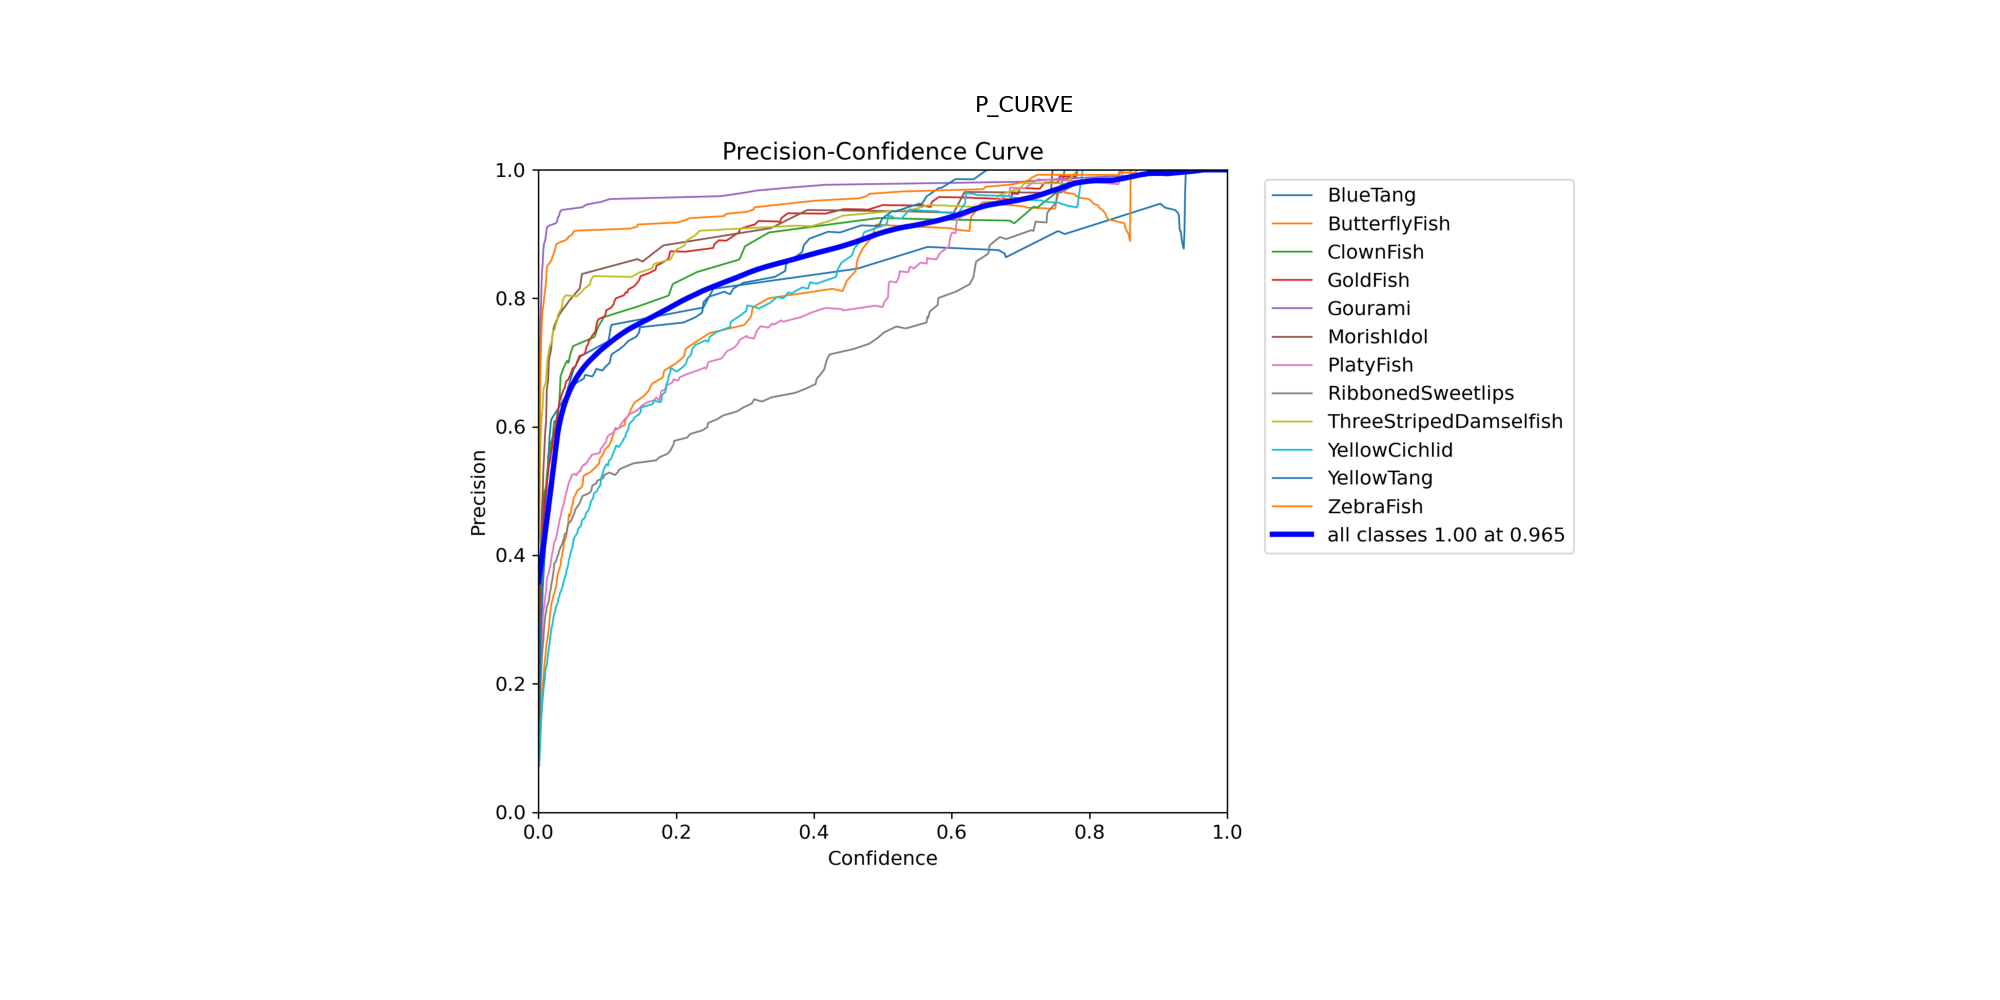 P_CURVE
Precision-Confidence Curve
1.0
0.8
0.6
0.4
0.2
0.0
Precision
0.0 0.2 0.4 0.6 0.8 1.0
Confidence
BlueTang
ButterflyFish
ClownFish
GoldFish
Gourami
MorishIdol
PlatyFish
RibbonedSweetlips
ThreeStripedDamselfish
YellowCichlid
YellowTang
ZebraFish
all classes 1.00 at 0.965